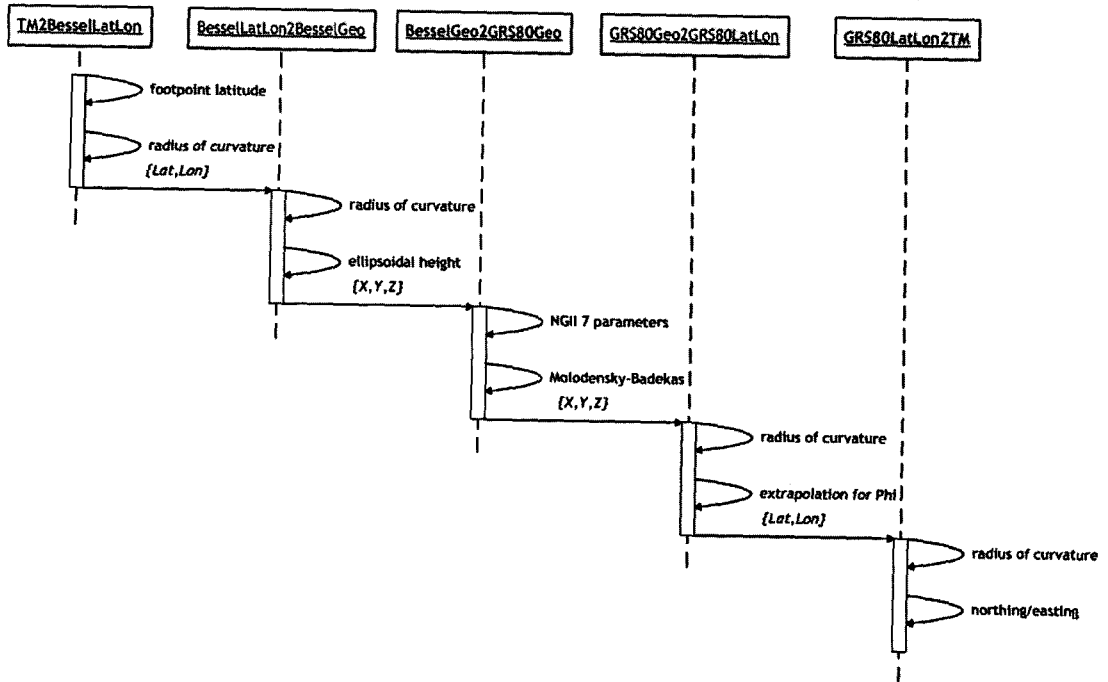 TM2BesselLatLon
BesselLatLon2BesselGeo
BesselGeo2GRS80Geo
GRS80Geo2GRS80LatLon
GRS80LatLon2TM
footpoint latitude
radius of curvature
{Lat,Lon}
radius of curvature
ellipsoidal height
{X,Y,Z}
NGII 7 parameters
Molodensky-Badekas
{X,Y,Z}
radius of curvature
extrapolation for Phi
{Lat,Lon}
radius of curvature
northing/easting